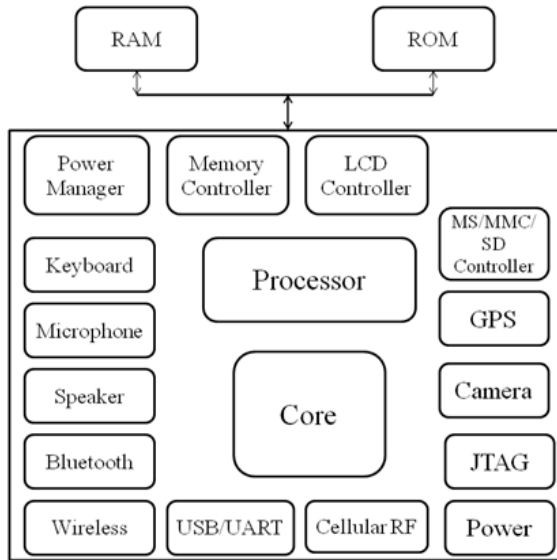 RAM
ROM
Power
Manager
Memory
Controller
LCD
Controller
MS/MMC/
SD
Controller
Keyboard
Processor
Microphone
GPS
Speaker
Core
Camera
Bluetooth
JTAG
Wireless
USB/UART
Cellular RF
Power